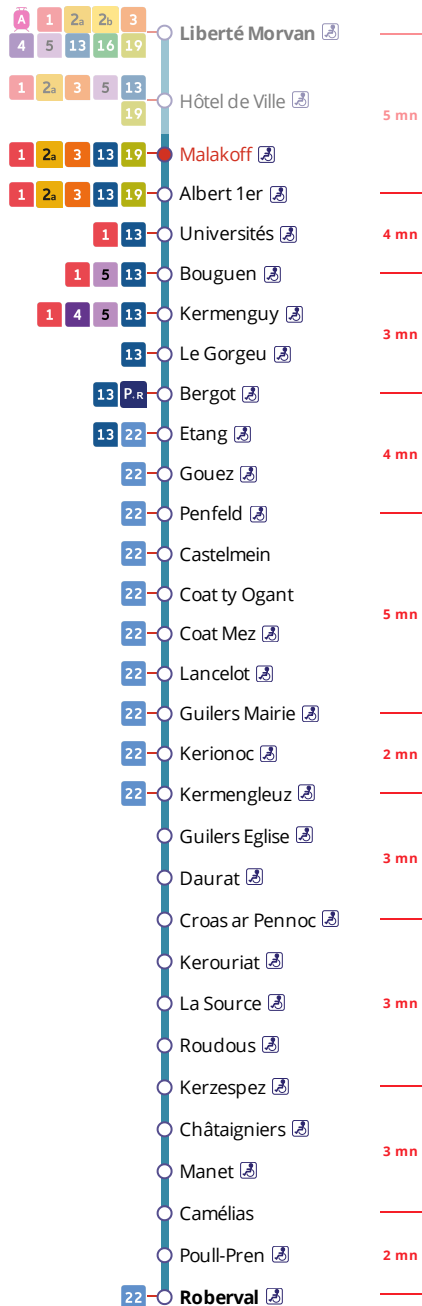 A 1 2a 2b 3
4 5 13 16 19
Liberté Morvan
1 2a 3 5 13
19
Hôtel de Ville
5 mn
1 2a 3 13 19 Malakoff
1 2a 3 13 19 Albert 1er
1 13 Universités 4 mn
1 5 13 Bouguen
1 4 5 13 Kermenguy
3 mn
13 Le Gorgeu
13 P+R Bergot
13 22 Etang
4 mn
22 Gouez
22 Penfeld
22 Castelmein
22 Coat ty Ogant
5 mn
22 Coat Mez
22 Lancelot
22 Guilers Mairie
22 Kerionoc 2 mn
22 Kermengleuz
Guilers Eglise
3 mn
Daurat
Croas ar Pennoc
Kerouriat
La Source 3 mn
Roudous
Kerzespez
Châtaigniers
3 mn
Manet
Camélias
Poull-Pren 2 mn
22 Roberval